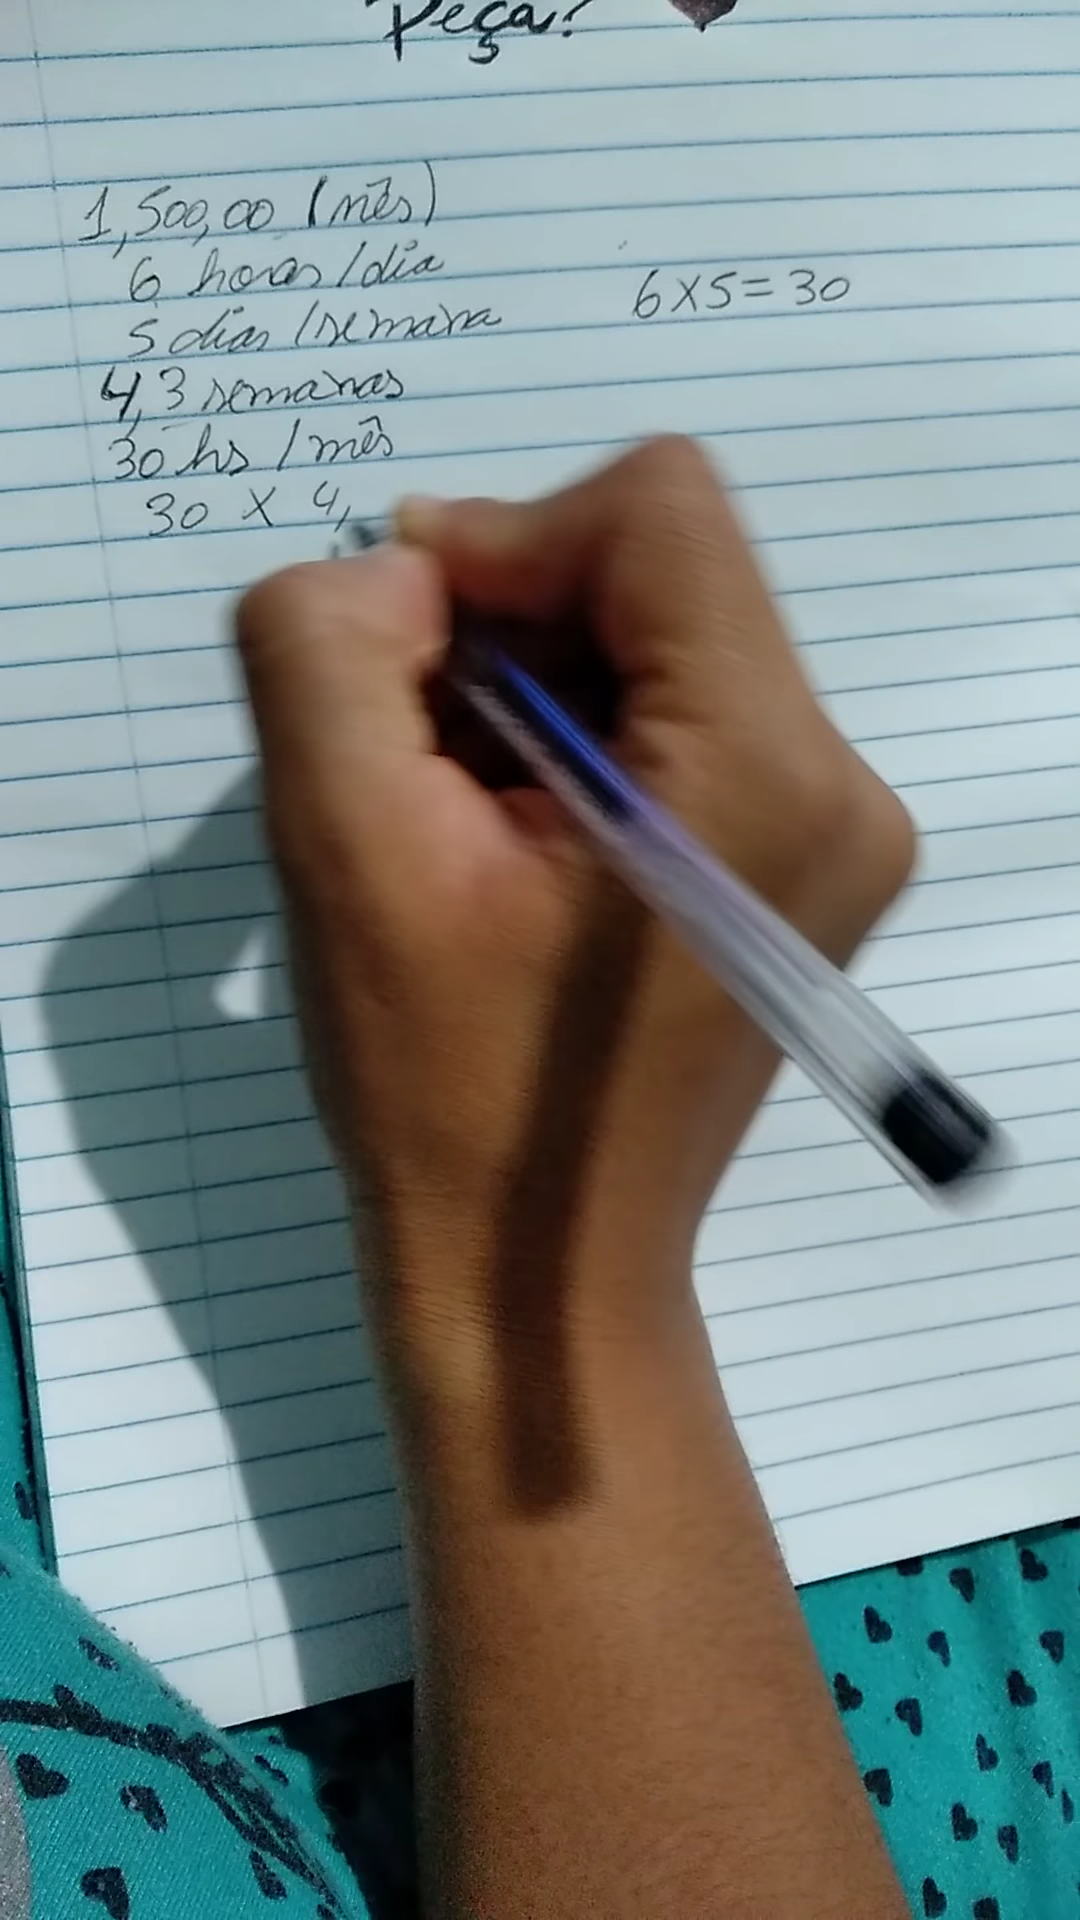 Peça?
1,500,00 (mês)
6 horas/dia
5 dias/semana 6x5=30
4,3 semanas
30 hs/mês
30 x 4,